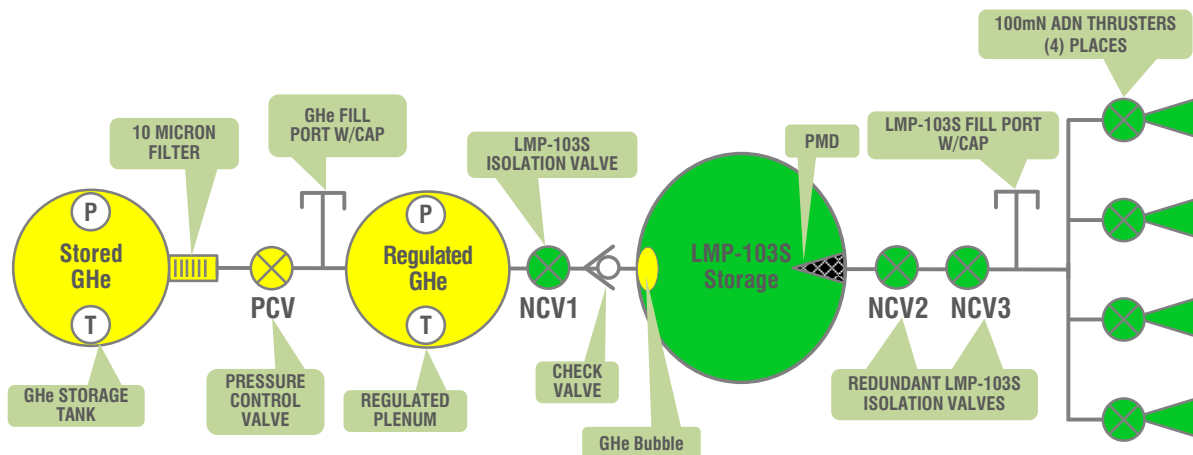 100mN ADN THRUSTERS
(4) PLACES
GHe FILL
PORT W/CAP
10 MICRON
FILTER
LMP-103S
ISOLATION VALVE
PMD
LMP-103S FILL PORT
W/CAP
P
Stored
GHe
T
PCV
P
Regulated
GHe
T
NCV1
LMP-103S
Storage
NCV2
NCV3
GHe STORAGE
TANK
PRESSURE
CONTROL
VALVE
REGULATED
PLENUM
CHECK
VALVE
GHe Bubble
REDUNDANT LMP-103S
ISOLATION VALVES